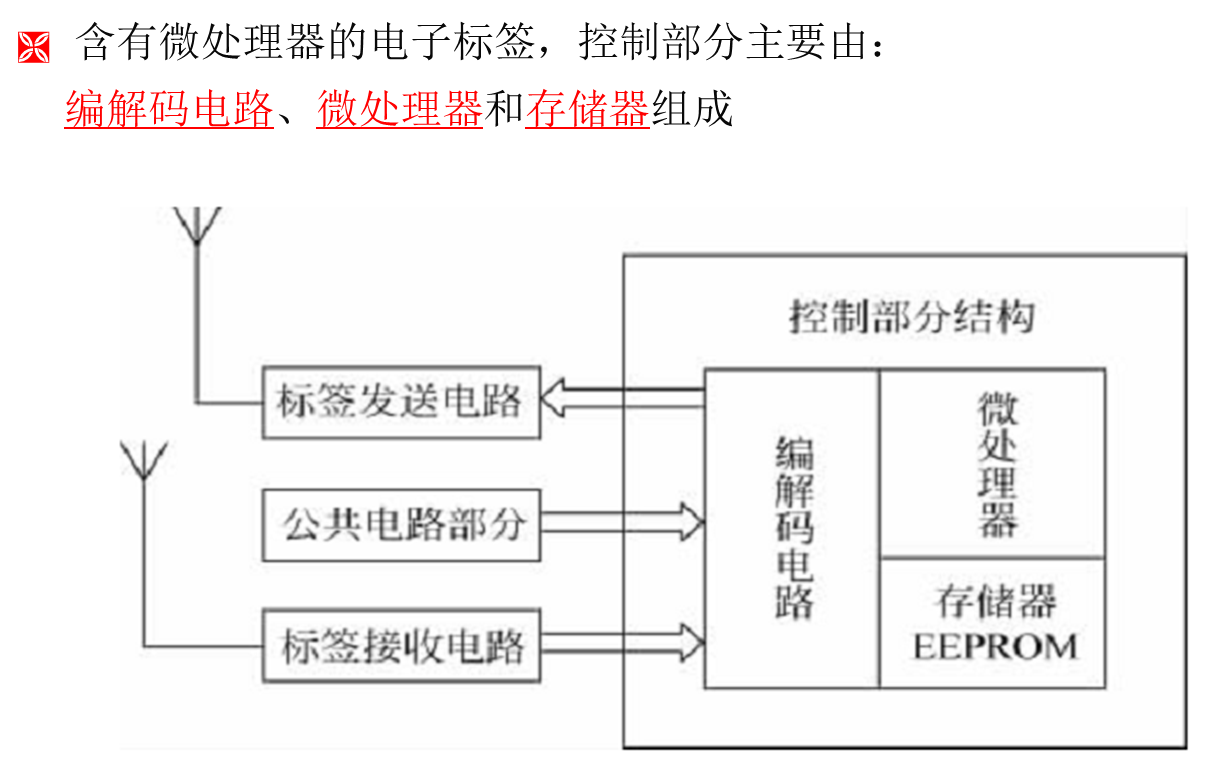 含有微处理器的电子标签，控制部分主要由：
编解码电路、微处理器和存储器组成
控制部分结构
标签发送电路
公共电路部分
标签接收电路
编解码电路
微处理器
存储器
EEPROM